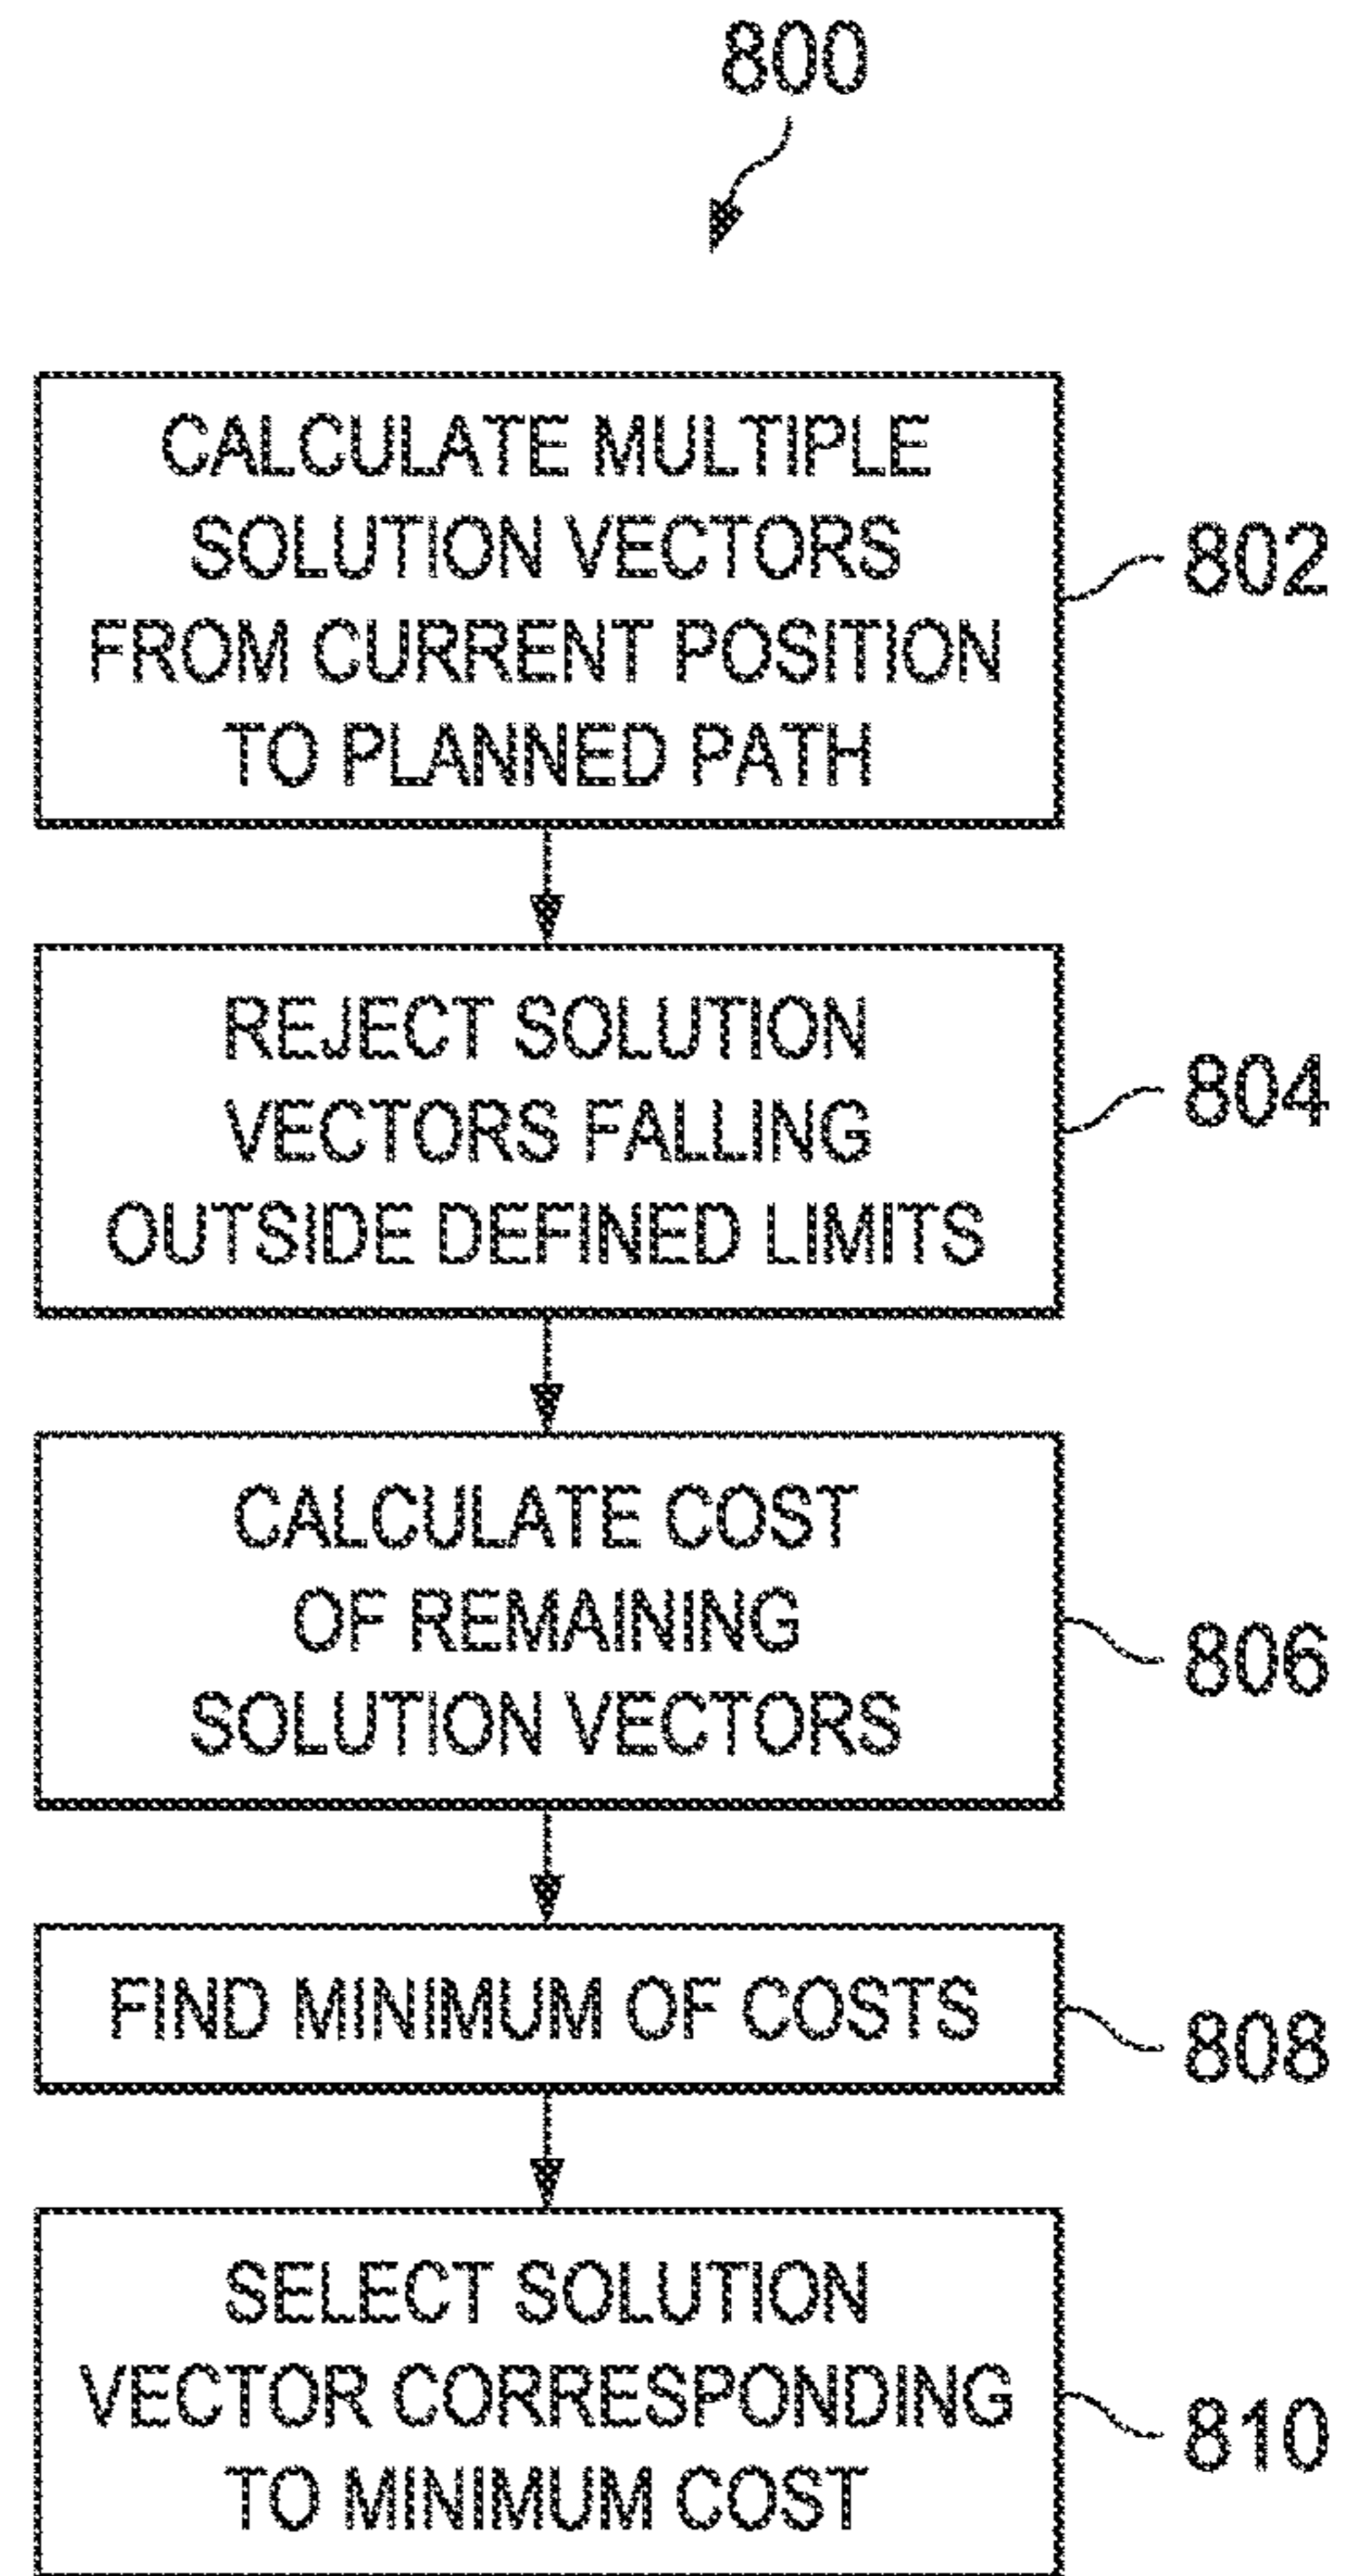 800
CALCULATE MULTIPLE
SOLUTION VECTORS
FROM CURRENT POSITION
TO PLANNED PATH
802
REJECT SOLUTION
VECTORS FALLING
OUTSIDE DEFINED LIMITS
804
CALCULATE COST
OF REMAINING
SOLUTION VECTORS
806
FIND MINIMUM OF COSTS
808
SELECT SOLUTION
VECTOR CORRESPONDING
TO MINIMUM COST
810